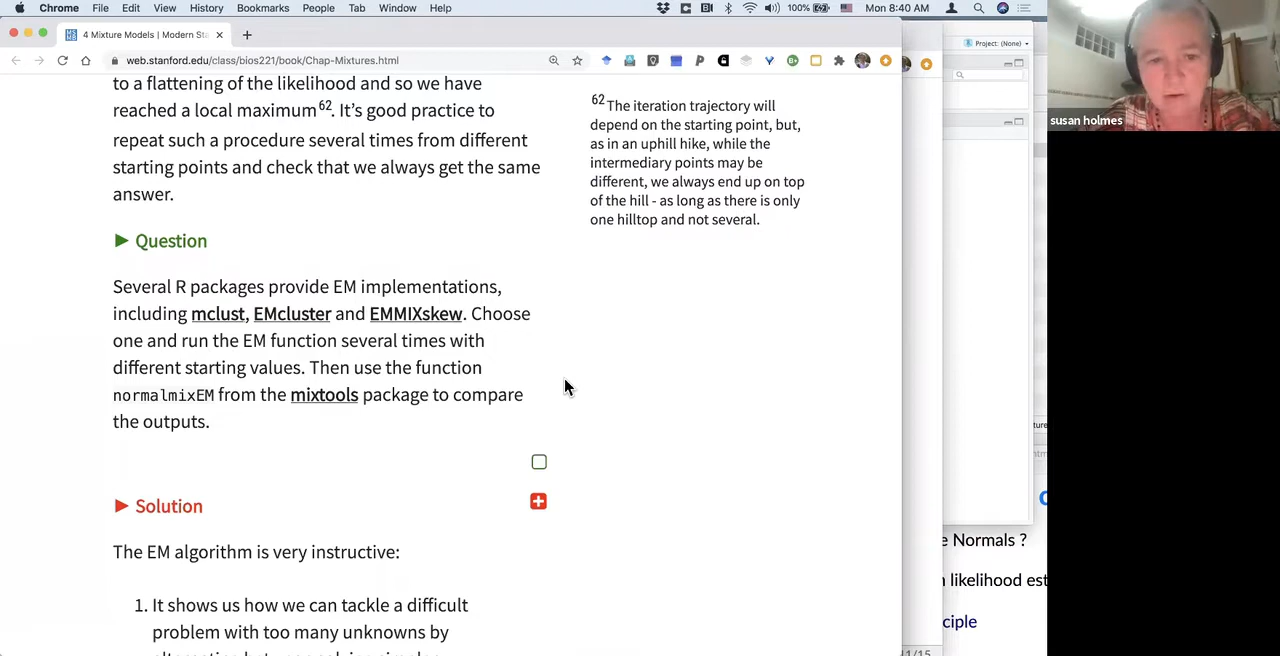 Chrome File Edit View History Bookmarks People Tab Window Help 100% Mon 8:40 AM
4 Mixture Models | Modern Sta
web.stanford.edu/class/bios221/book/Chap-Mixtures.html
Project: (None)
susan holmes
to a flattening of the likelihood and so we have
reached a local maximum62. It's good practice to
repeat such a procedure several times from different
starting points and check that we always get the same
answer.
62The iteration trajectory will
depend on the starting point, but,
as in an uphill hike, while the
intermediary points may be
different, we always end up on top
of the hill - as long as there is only
one hilltop and not several.
► Question
Several R packages provide EM implementations,
including mclust, EMcluster and EMMIXskew. Choose
one and run the EM function several times with
different starting values. Then use the function
normalmixEM from the mixtools package to compare
the outputs.
► Solution
The EM algorithm is very instructive:
1. It shows us how we can tackle a difficult
problem with too many unknowns by
e Normals ?
likelihood est
ciple